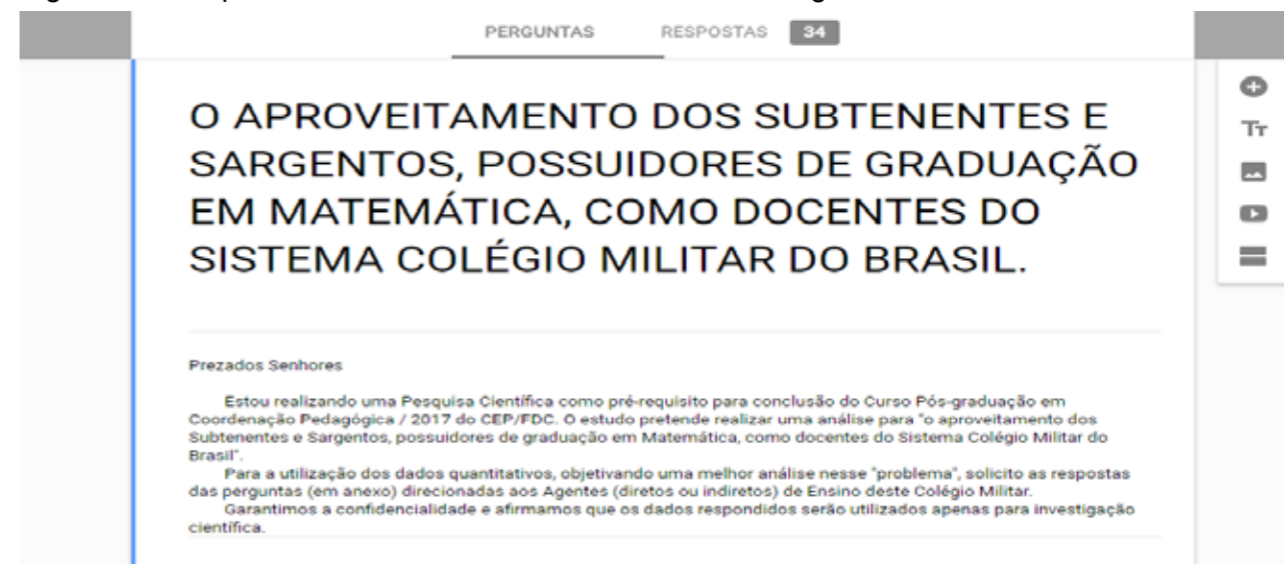 PERGUNTAS RESPOSTAS 34
O APROVEITAMENTO DOS SUBTENENTES E
SARGENTOS, POSSUIDORES DE GRADUAÇÃO
EM MATEMÁTICA, COMO DOCENTES DO
SISTEMA COLÉGIO MILITAR DO BRASIL.
Tт
Prezados Senhores
Estou realizando uma Pesquisa Científica como pré-requisito para conclusão do Curso Pós-graduação em
Coordenação Pedagógica / 2017 do CEP/FDC. O estudo pretende realizar uma análise para "o aproveitamento dos
Subtenentes e Sargentos, possuidores de graduação em Matemática, como docentes do Sistema Colégio Militar do
Brasil".
Para a utilização dos dados quantitativos, objetivando uma melhor análise nesse "problema", solicito as respostas
das perguntas (em anexo) direcionadas aos Agentes (diretos ou indiretos) de Ensino deste Colégio Militar.
Garantimos a confidencialidade e afirmamos que os dados respondidos serão utilizados apenas para investigação
científica.